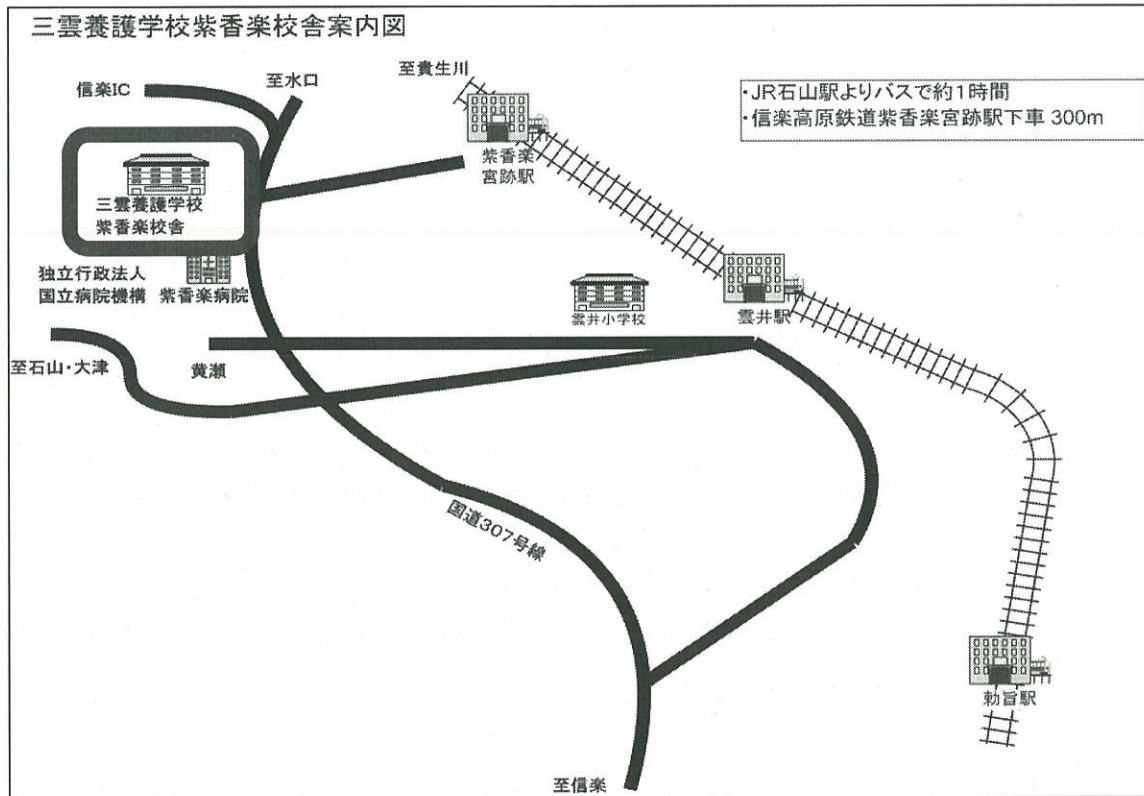 三雲養護学校紫香楽校舎案内図
信楽IC
至水口
至貴生川
・JR石山駅よりバスで約1時間
・信楽高原鉄道紫香楽宮跡駅下車 300m
紫香楽
宮跡駅
三雲養護学校
紫香楽校舎
独立行政法人
国立病院機構 紫香楽病院
雲井小学校
雲井駅
至石山・大津
黄瀬
国道307号線
勅旨駅
至信楽